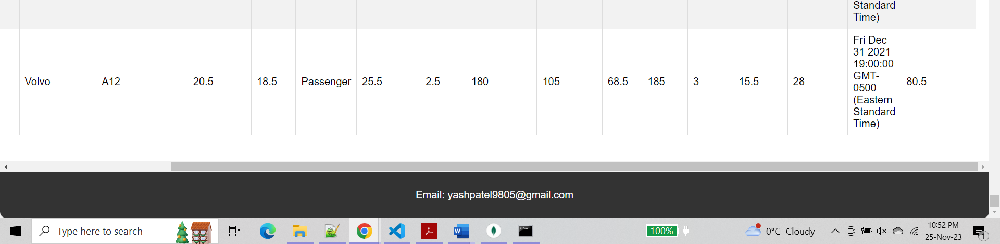 Standard
Time)
Volvo A12 20.5 18.5 Passenger 25.5 2.5 180 105 68.5 185 3 15.5 28
Fri Dec
31 2021
19:00:00
GMT-
0500
(Eastern
Standard
Time)
80.5
Email: yashpatel9805@gmail.com
Type here to search
100%
0°C Cloudy
10:52 PM
25-Nov-23
1